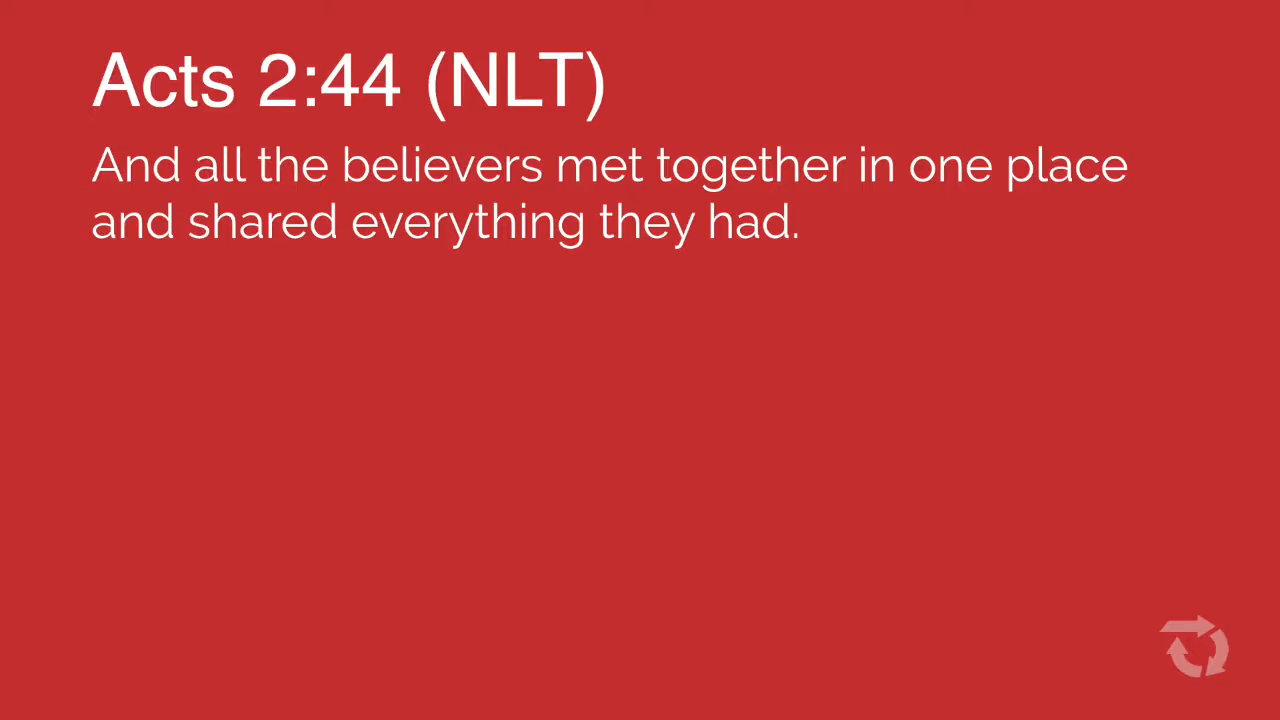 Acts 2:44 (NLT)
And all the believers met together in one place
and shared everything they had.